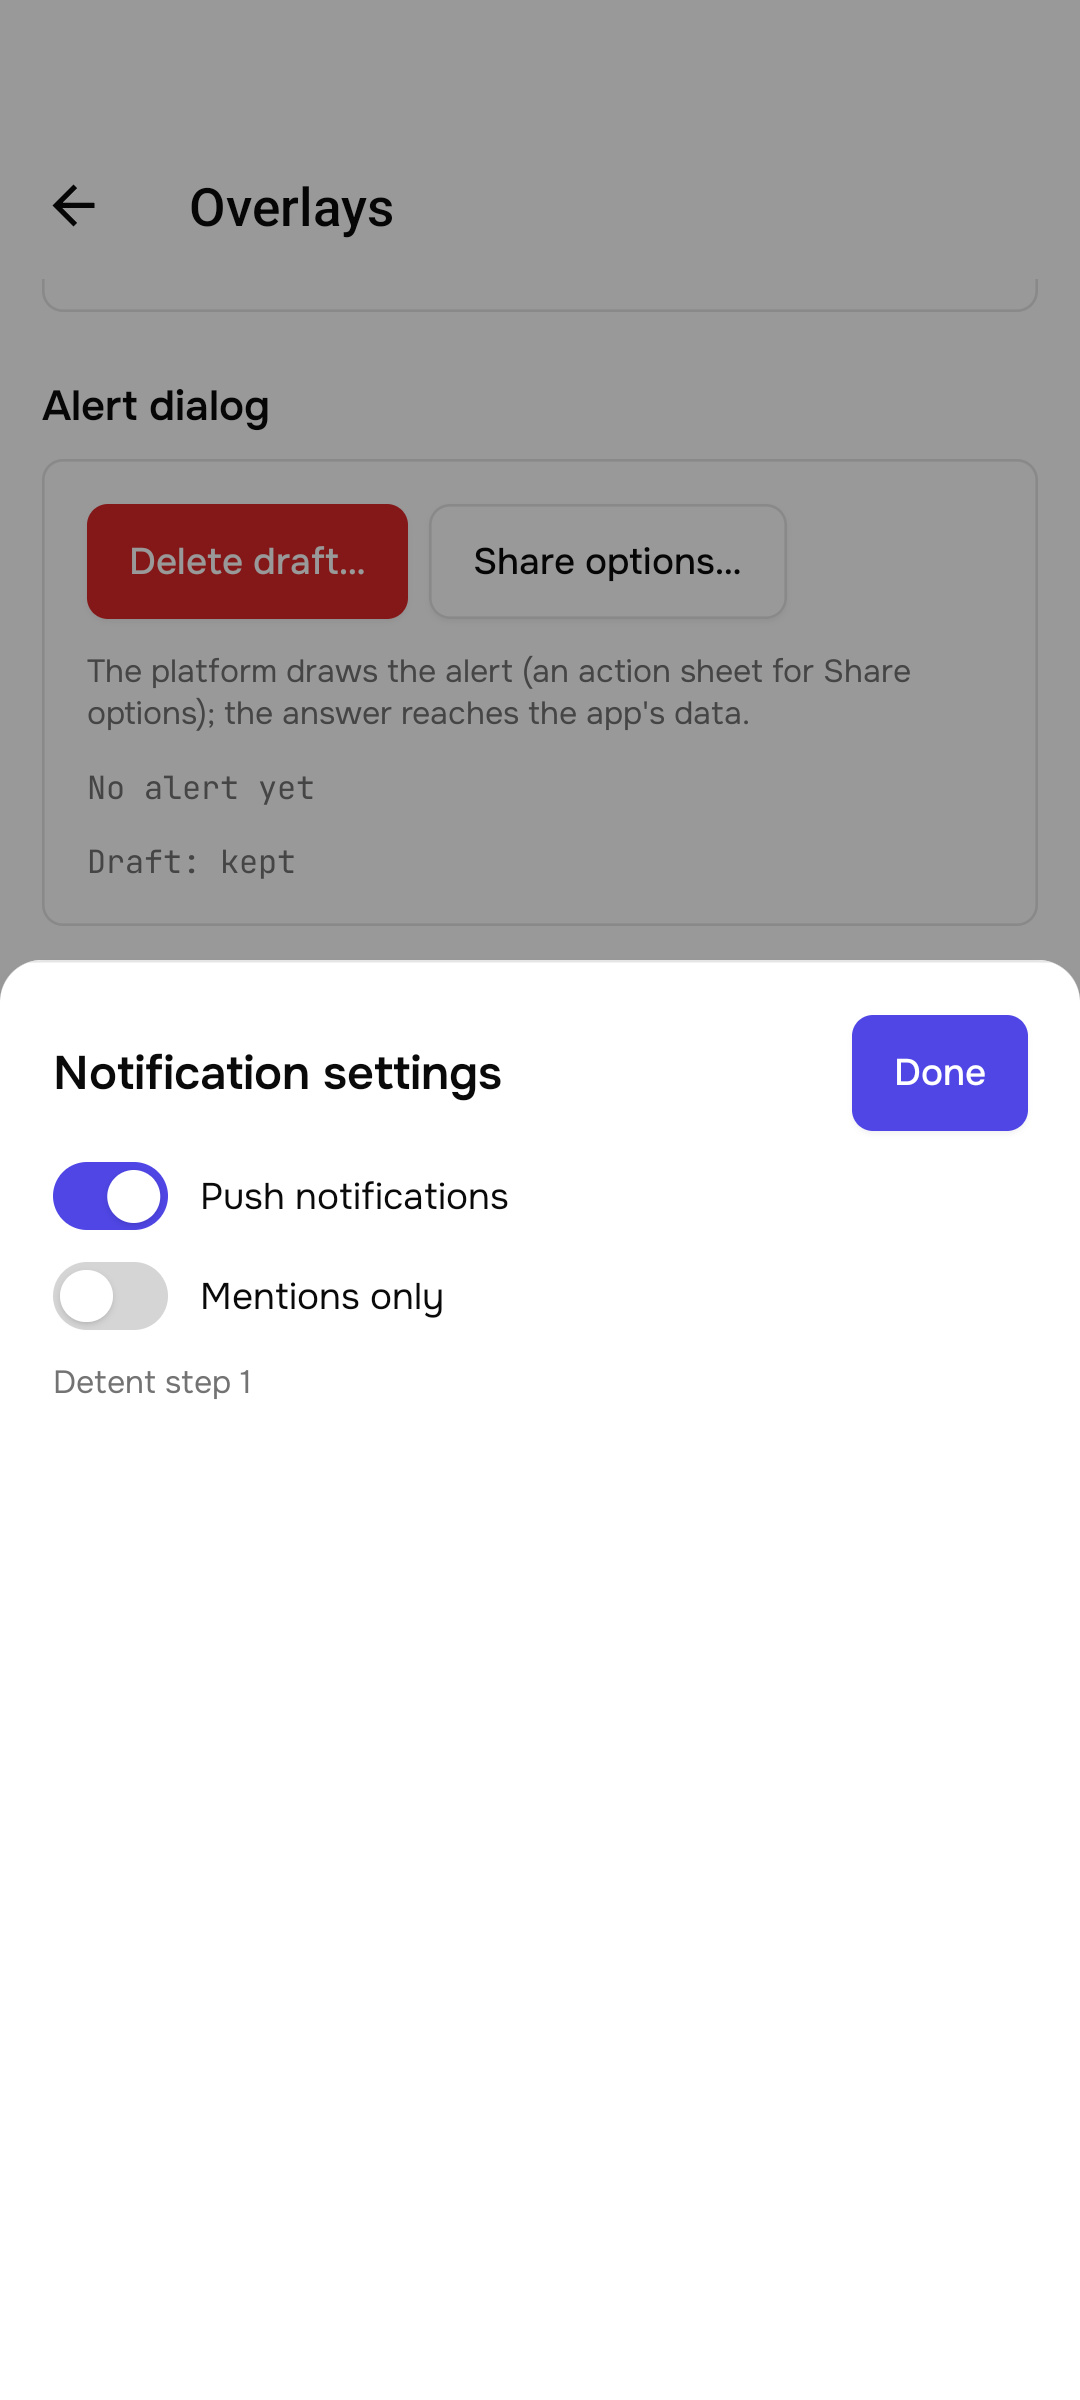 Overlays
Alert dialog
Delete draft...
Share options...
The platform draws the alert (an action sheet for Share
options); the answer reaches the app's data.
No alert yet
Draft: kept
Notification settings
Done
Push notifications
Mentions only
Detent step 1